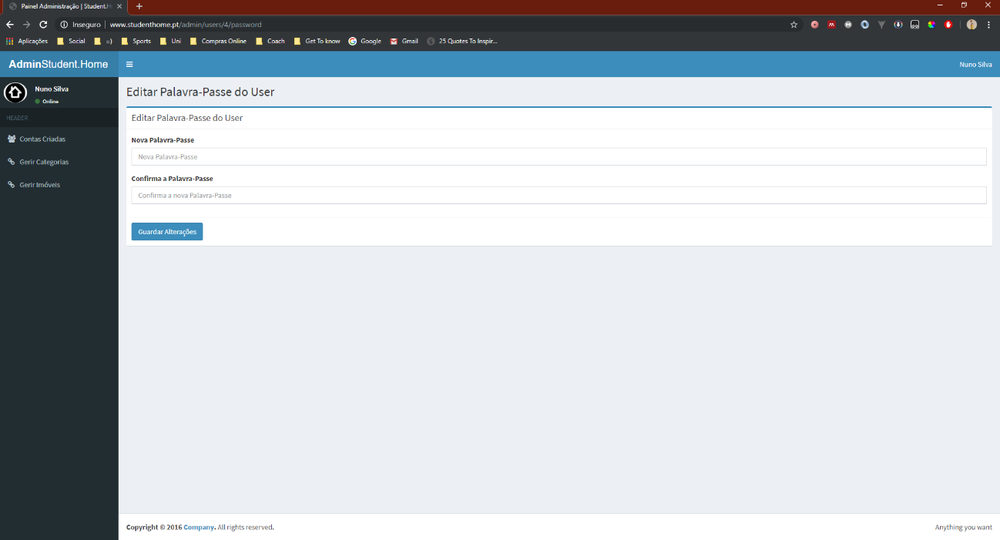 Painel Administração | Student.H
Inseguro | www.studenthome.pt/admin/users/4/password
Aplicações Social =) Sports Uni Compras Online Coach Get To know Google Gmail 25 Quotes To Inspir...
AdminStudent.Home
Nuno Silva
Nuno Silva
Online
HEADER
Contas Criadas
Gerir Categorias
Gerir Imóveis
Editar Palavra-Passe do User
Editar Palavra-Passe do User
Nova Palavra-Passe
Nova Palavra-Passe
Confirma a Palavra-Passe
Confirma a nova Palavra-Passe
Guardar Alterações
Copyright © 2016 Company. All rights reserved.
Anything you want